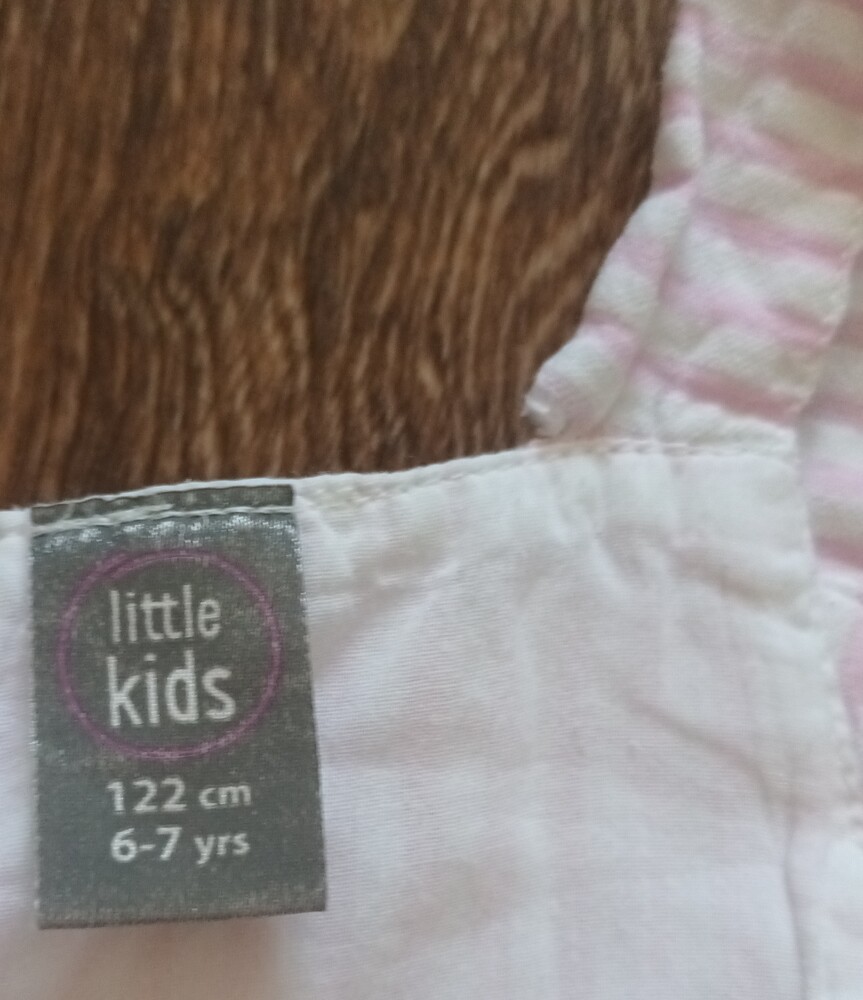 little
kids
122 cm
6-7 yrs